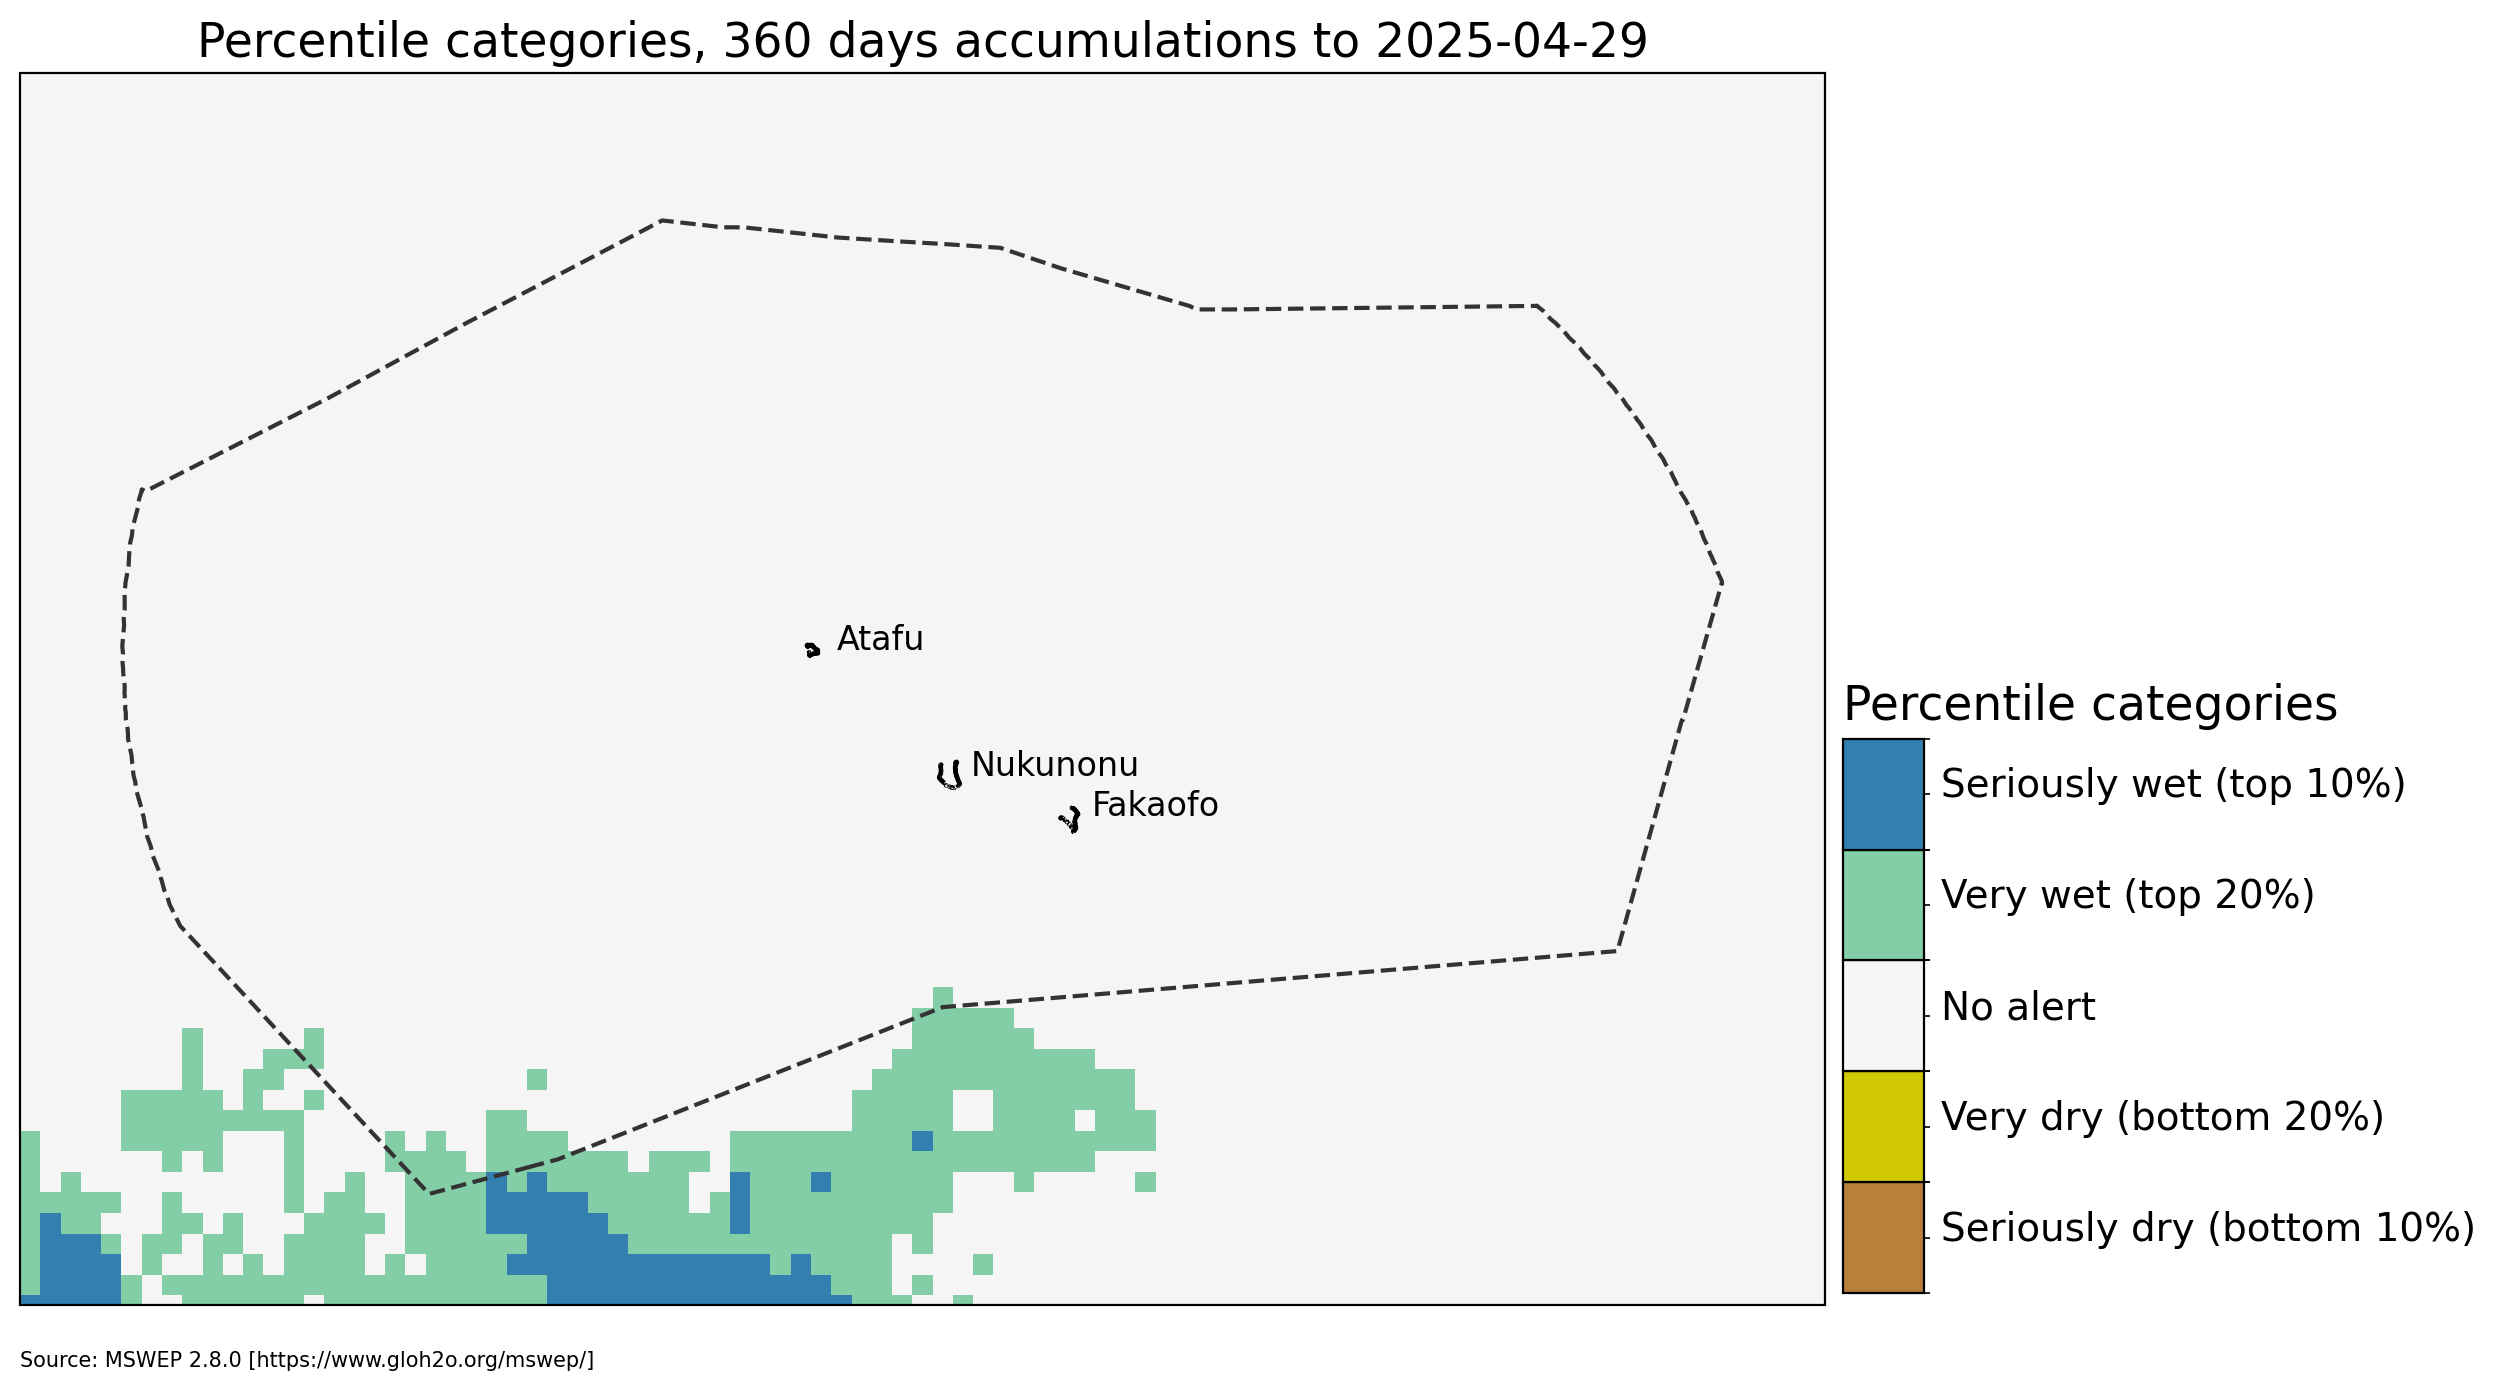 Percentile categories, 360 days accumulations to 2025-04-29
Atafu
Nukunonu
Fakaofo
Percentile categories
Seriously wet (top 10%)
Very wet (top 20%)
No alert
Very dry (bottom 20%)
Seriously dry (bottom 10%)
Source: MSWEP 2.8.0 [https://www.gloh2o.org/mswep/]